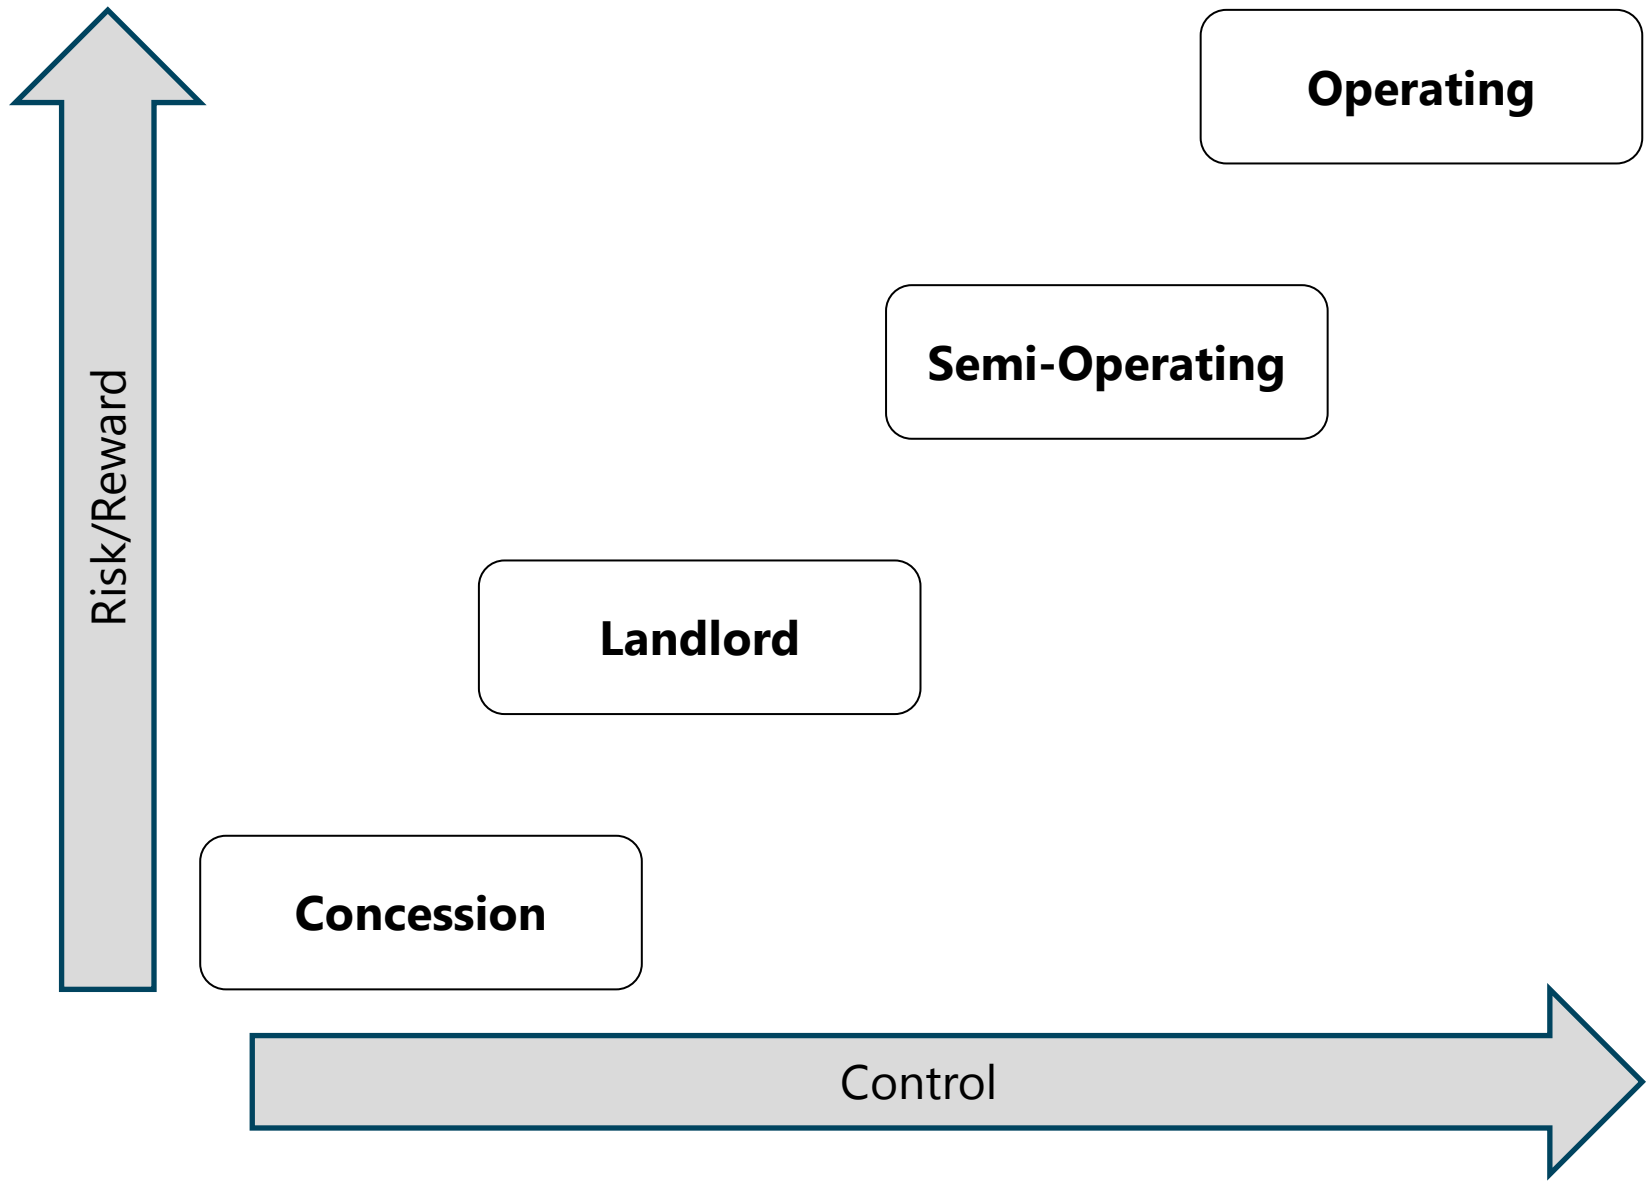 Operating
Semi-Operating
Risk/Reward
Landlord
Concession
Control